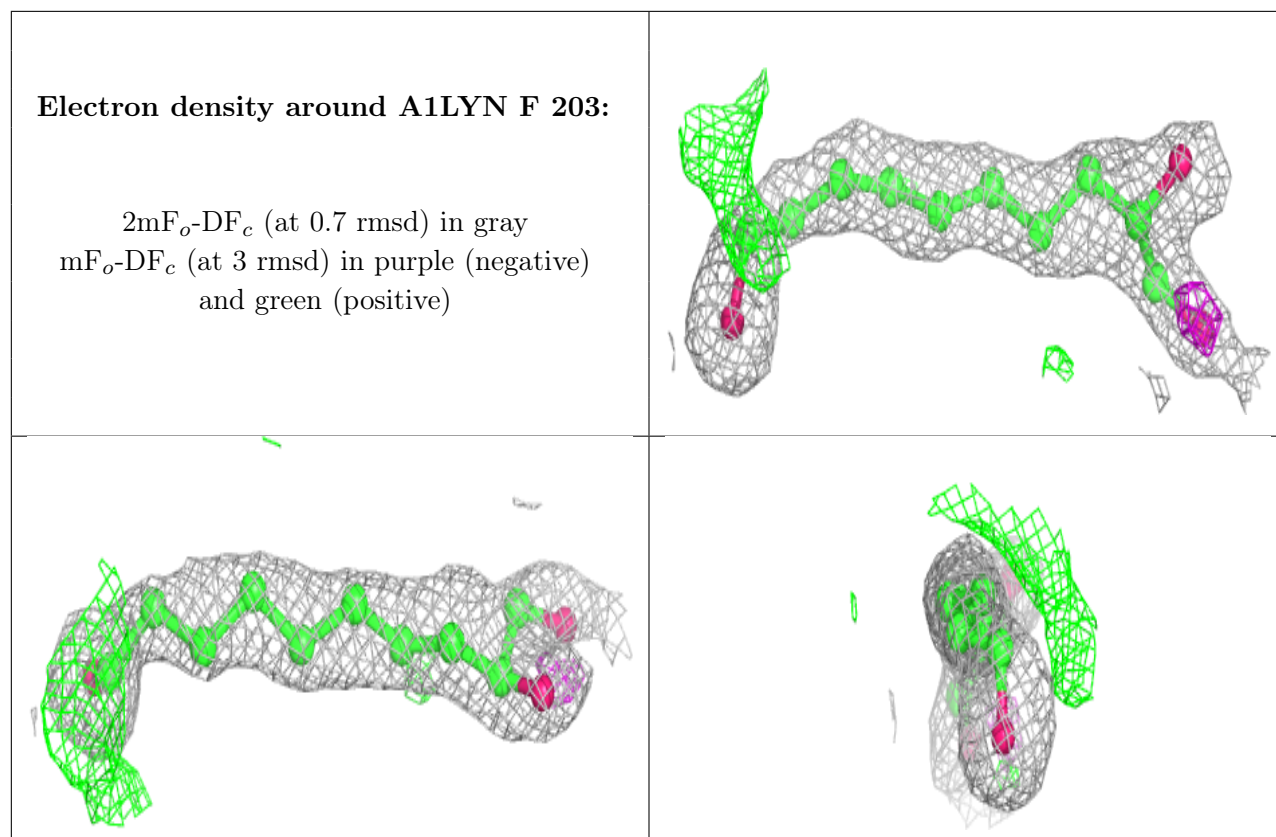 Electron density around A1LYN F 203:
2mFo-DFc (at 0.7 rmsd) in gray
mFo-DFc (at 3 rmsd) in purple (negative)
and green (positive)